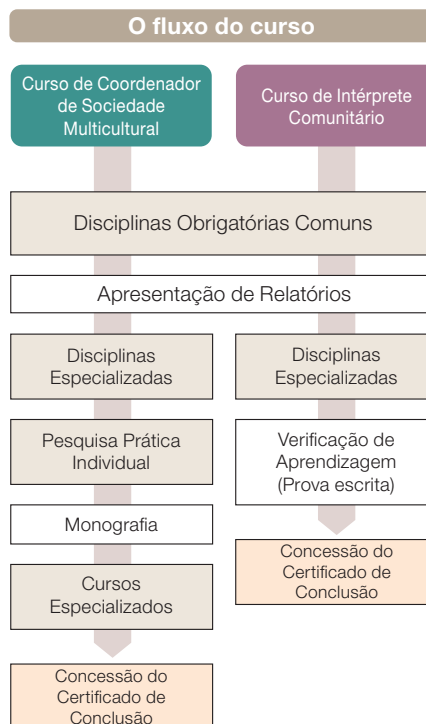 O fluxo do curso
Curso de Coordenador
de Sociedade
Multicultural
Curso de Intérprete
Comunitário
Disciplinas Obrigatórias Comuns
Apresentação de Relatórios
Disciplinas
Especializadas
Disciplinas
Especializadas
Pesquisa Prática
Individual
Verificação de
Aprendizagem
(Prova escrita)
Monografia
Concessão do
Certificado de
Conclusão
Cursos
Especializados
Concessão do
Certificado de
Conclusão